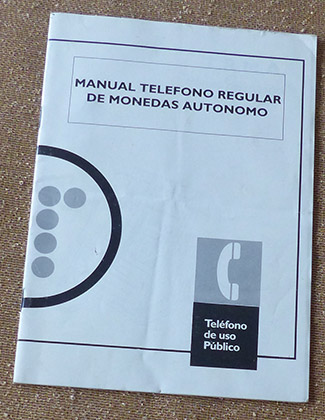 MANUAL TELEFONO REGULAR
DE MONEDAS AUTONOMO
Teléfono
de uso
Público